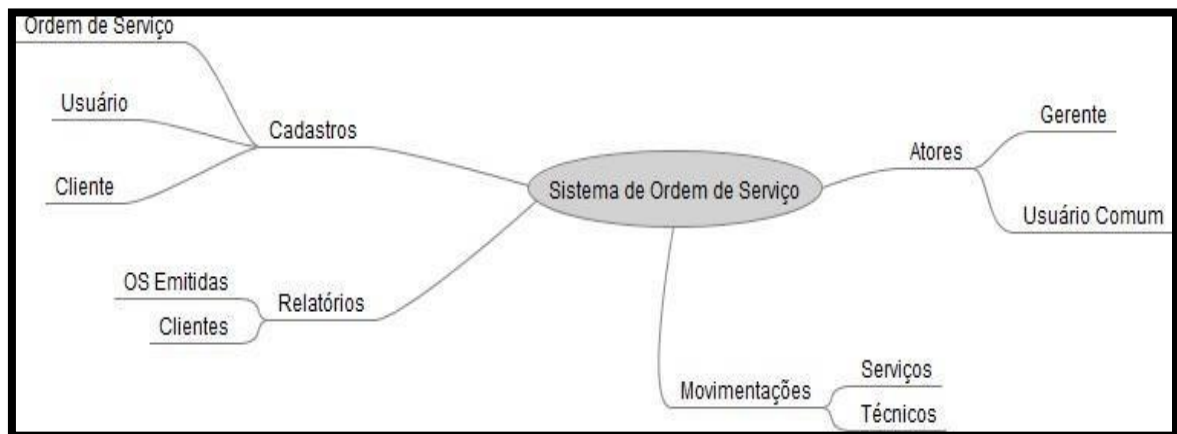 Ordem de Serviço
Usuário
Cadastros
Cliente
OS Emitidas
Relatórios
Clientes
Sistema de Ordem de Serviço
Gerente
Atores
Usuário Comum
Movimentações
Serviços
Técnicos